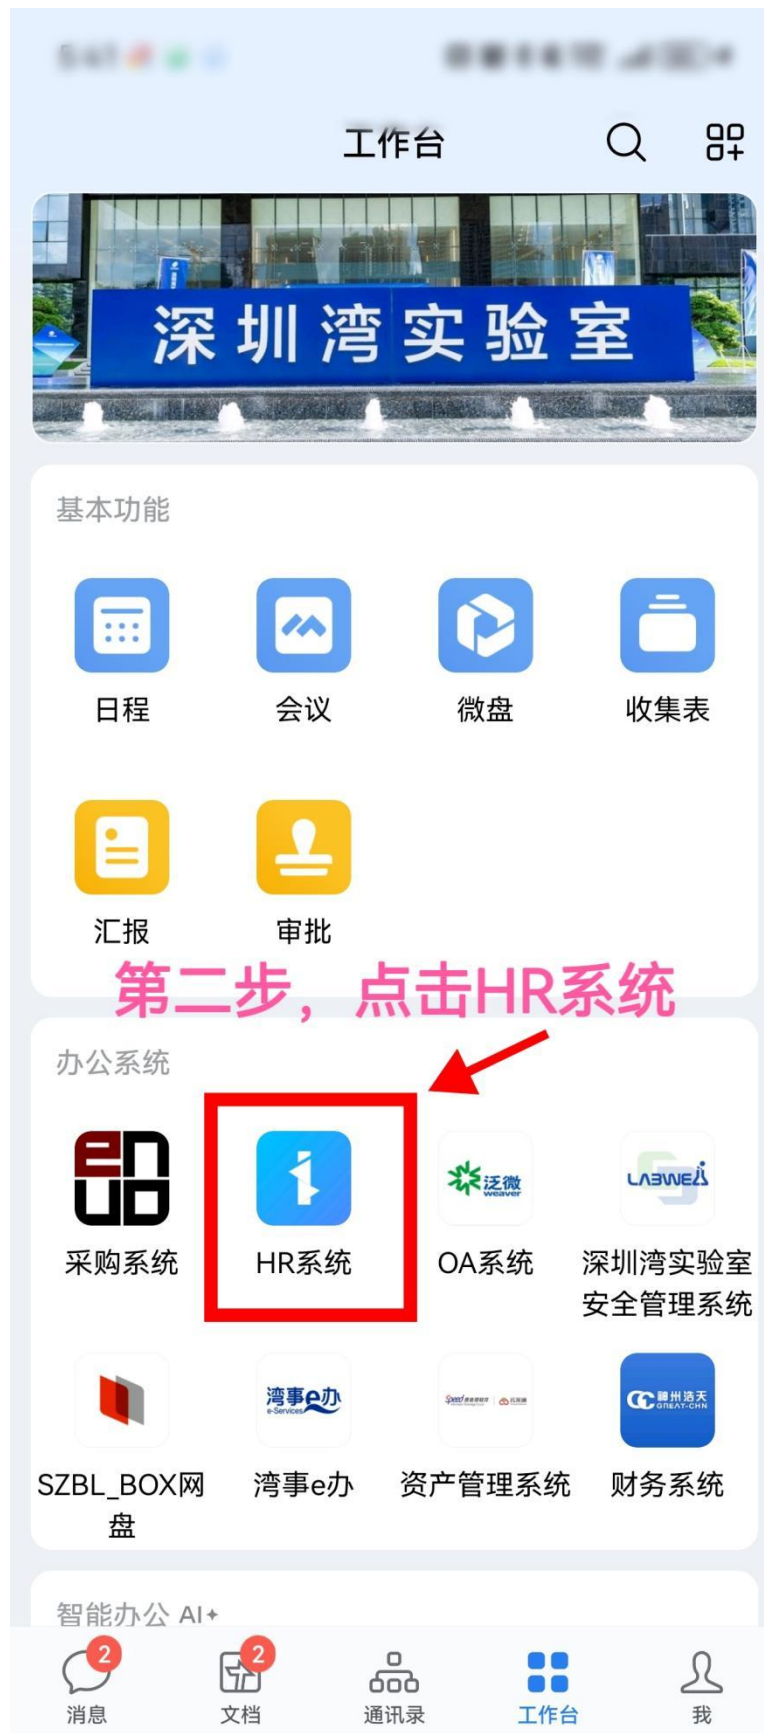 工作台
深圳湾实验室
基本功能
日程
会议
微盘
收集表
汇报
审批
第二步，点击HR系统
办公系统
enuo
泛微
weaver
LABWELL
采购系统
HR系统
OA系统
深圳湾实验室
安全管理系统
湾事e办
e-Services
神州浩天
GREAT-CHN
SZBL_BOX网
盘
湾事e办
资产管理系统
财务系统
智能办公 AI+
2
2
消息
文档
通讯录
工作台
我